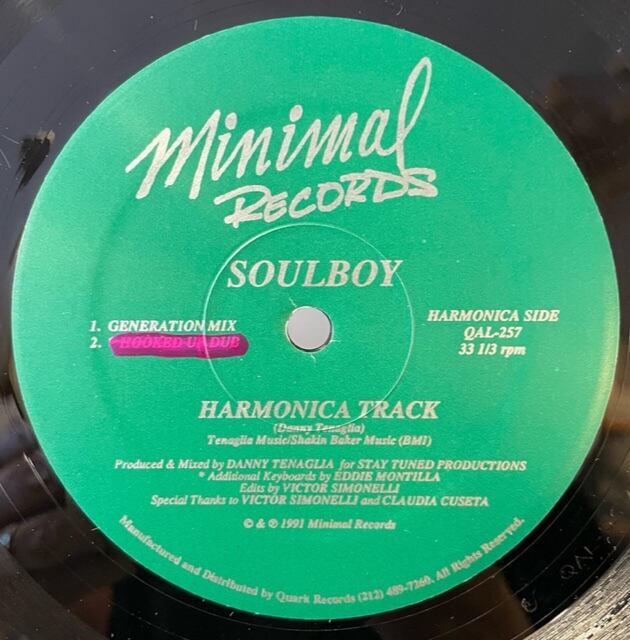 Minimal
RECORDS
SOULBOY
1. GENERATION MIX
2. * HOOKED UP DUB
HARMONICA SIDE
QAL-257
33 1/3 rpm
HARMONICA TRACK
(Danny Tenaglia)
Tenaglia Music/Shakin Baker Music (BMI)
Produced & Mixed by DANNY TENAGLIA for STAY TUNED PRODUCTIONS
* Additional Keyboards by EDDIE MONTILLA
Edits by VICTOR SIMONELLI
Special Thanks to VICTOR SIMONELLI and CLAUDIA CUSETA
© & ℗ 1991 Minimal Records
Manufactured and Distributed by Quark Records (212) 489-7260. All Rights Reserved.